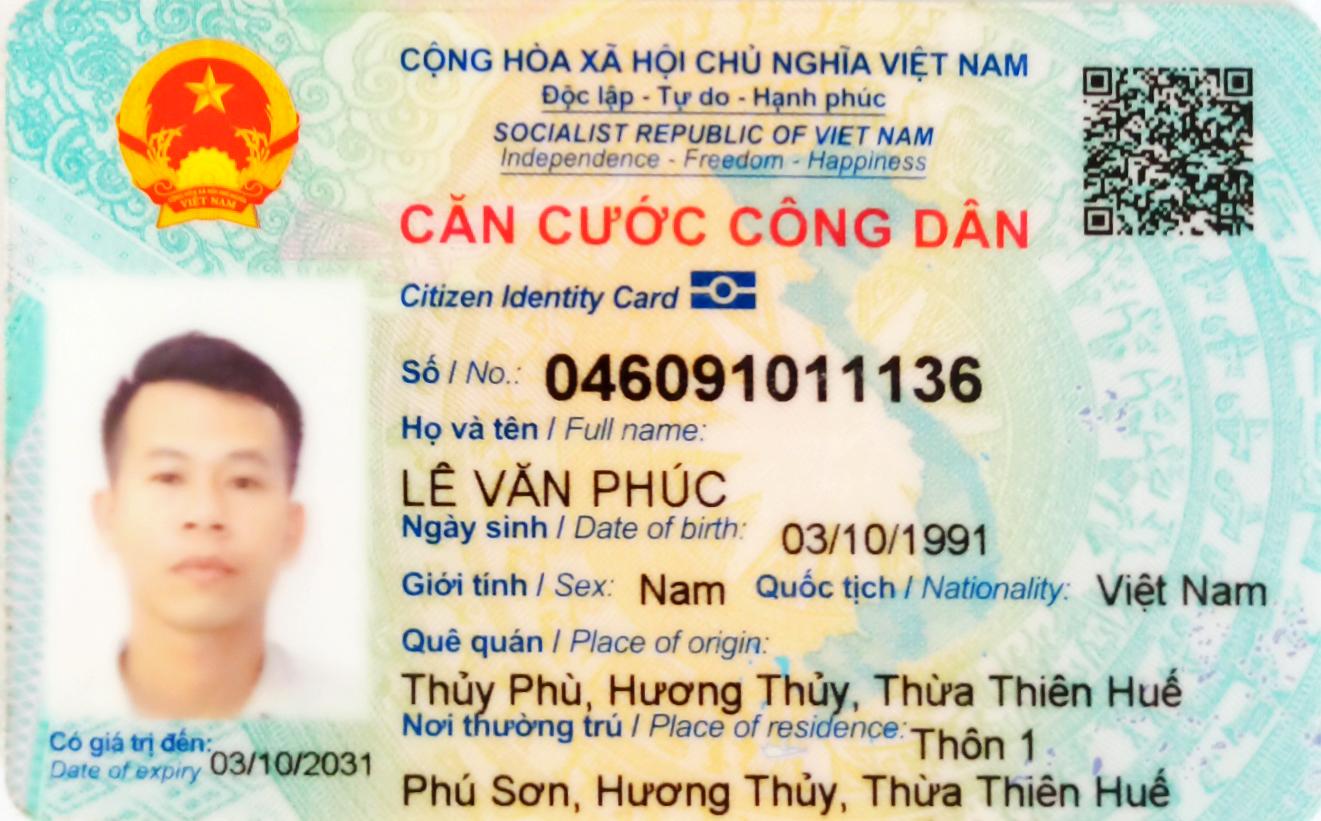 CỘNG HÒA XÃ HỘI CHỦ NGHĨA VIỆT NAM
Độc lập - Tự do - Hạnh phúc
SOCIALIST REPUBLIC OF VIET NAM
Independence - Freedom - Happiness
CĂN CƯỚC CÔNG DÂN
Citizen Identity Card
VIỆT NAM
Số / No.: 046091011136
Họ và tên / Full name:
LÊ VĂN PHÚC
Ngày sinh / Date of birth: 03/10/1991
Giới tính / Sex: Nam Quốc tịch / Nationality: Việt Nam
Quê quán / Place of origin:
Thủy Phù, Hương Thủy, Thừa Thiên Huế
Nơi thường trú / Place of residence: Thôn 1
Phú Sơn, Hương Thủy, Thừa Thiên Huế
Có giá trị đến: 03/10/2031
Date of expiry